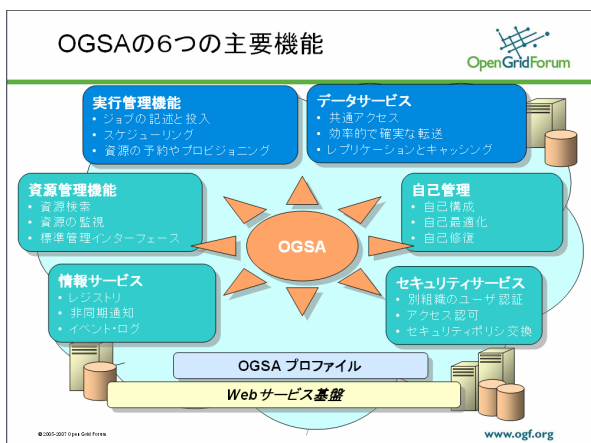 OGSAの6つの主要機能
OpenGridForum
実行管理機能
• ジョブの記述と投入
• スケジューリング
• 資源の予約やプロビジョニング
データサービス
• 共通アクセス
• 効率的で確実な転送
• レプリケーションとキャッシング
資源管理機能
• 資源検索
• 資源の監視
• 標準管理インターフェース
自己管理
• 自己構成
• 自己最適化
• 自己修復
OGSA
情報サービス
• レジストリ
• 非同期通知
• イベント・ログ
セキュリティサービス
• 別組織のユーザ認証
• アクセス認可
• セキュリティポリシ交換
OGSA プロファイル
Webサービス基盤
© 2005-2007 Open Grid Forum
www.ogf.org